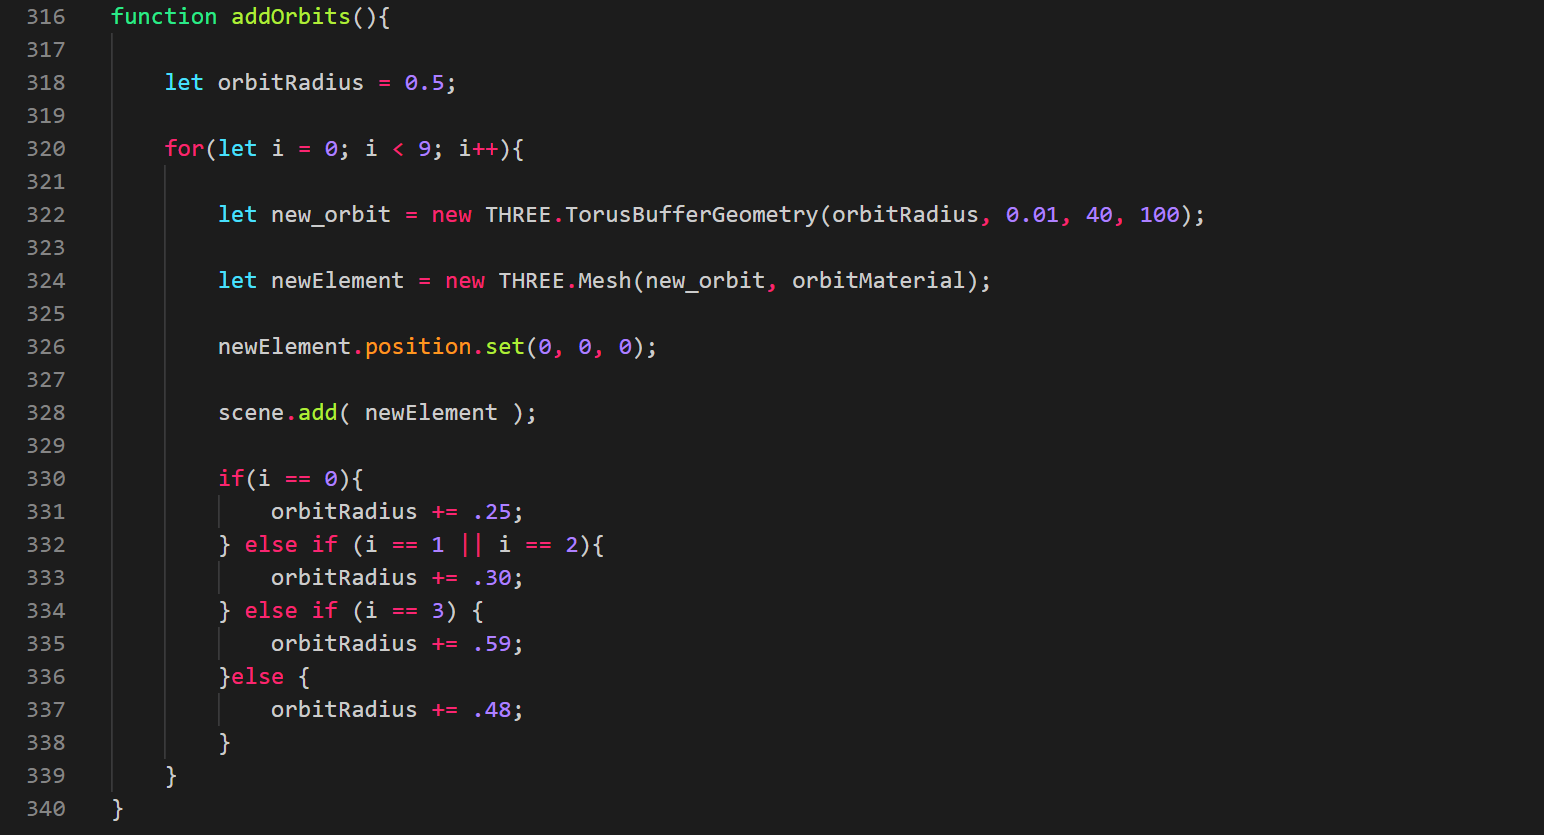 316 function addOrbits(){
317
318 let orbitRadius = 0.5;
319
320 for(let i = 0; i < 9; i++){
321
322 let new_orbit = new THREE.TorusBufferGeometry(orbitRadius, 0.01, 40, 100);
323
324 let newElement = new THREE.Mesh(new_orbit, orbitMaterial);
325
326 newElement.position.set(0, 0, 0);
327
328 scene.add( newElement );
329
330 if(i == 0){
331 orbitRadius += .25;
332 } else if (i == 1 || i == 2){
333 orbitRadius += .30;
334 } else if (i == 3) {
335 orbitRadius += .59;
336 }else {
337 orbitRadius += .48;
338 }
339 }
340 }